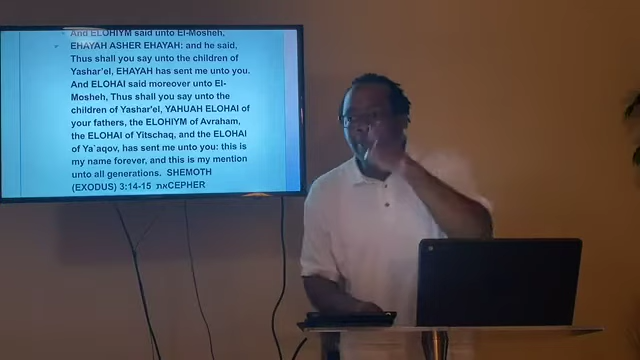 And ELOHIYM said unto El-Mosheh,
EHAYAH ASHER EHAYAH: and he said,
Thus shall you say unto the children of
Yashar'el, EHAYAH has sent me unto you.
And ELOHAI said moreover unto El-
Mosheh, Thus shall you say unto the
children of Yashar'el, YAHUAH ELOHAI of
your fathers, the ELOHIYM of Avraham,
the ELOHAI of Yitschaq, and the ELOHAI
of Ya`aqov, has sent me unto you: this is
my name forever, and this is my mention
unto all generations. SHEMOTH
(EXODUS) 3:14-15 את CEPHER